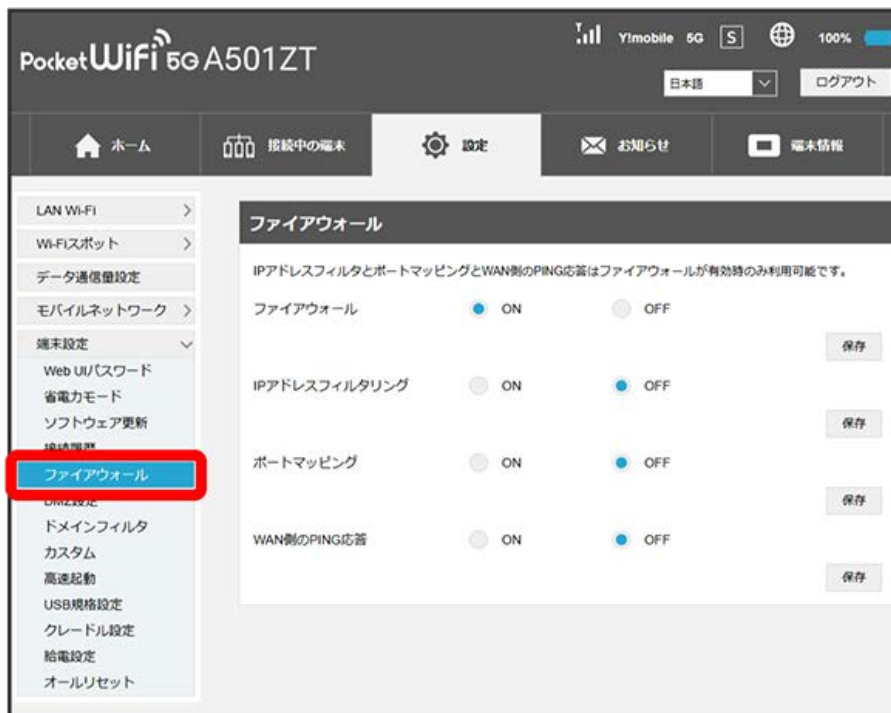 Pocket WiFi 5G A501ZT
Y!mobile 5G S 100%
日本語
ログアウト
ホーム
接続中の端末
設定
お知らせ
端末情報
LAN Wi-Fi
Wi-Fiスポット
データ通信量設定
モバイルネットワーク
端末設定
Web UIパスワード
省電力モード
ソフトウェア更新
接続履歴
ファイアウォール
DMZ設定
ドメインフィルタ
カスタム
高速起動
USB規格設定
クレードル設定
給電設定
オールリセット
ファイアウォール
IPアドレスフィルタとポートマッピングとWAN側のPING応答はファイアウォールが有効時のみ利用可能です。
ファイアウォール ON OFF
保存
IPアドレスフィルタリング ON OFF
保存
ポートマッピング ON OFF
保存
WAN側のPING応答 ON OFF
保存